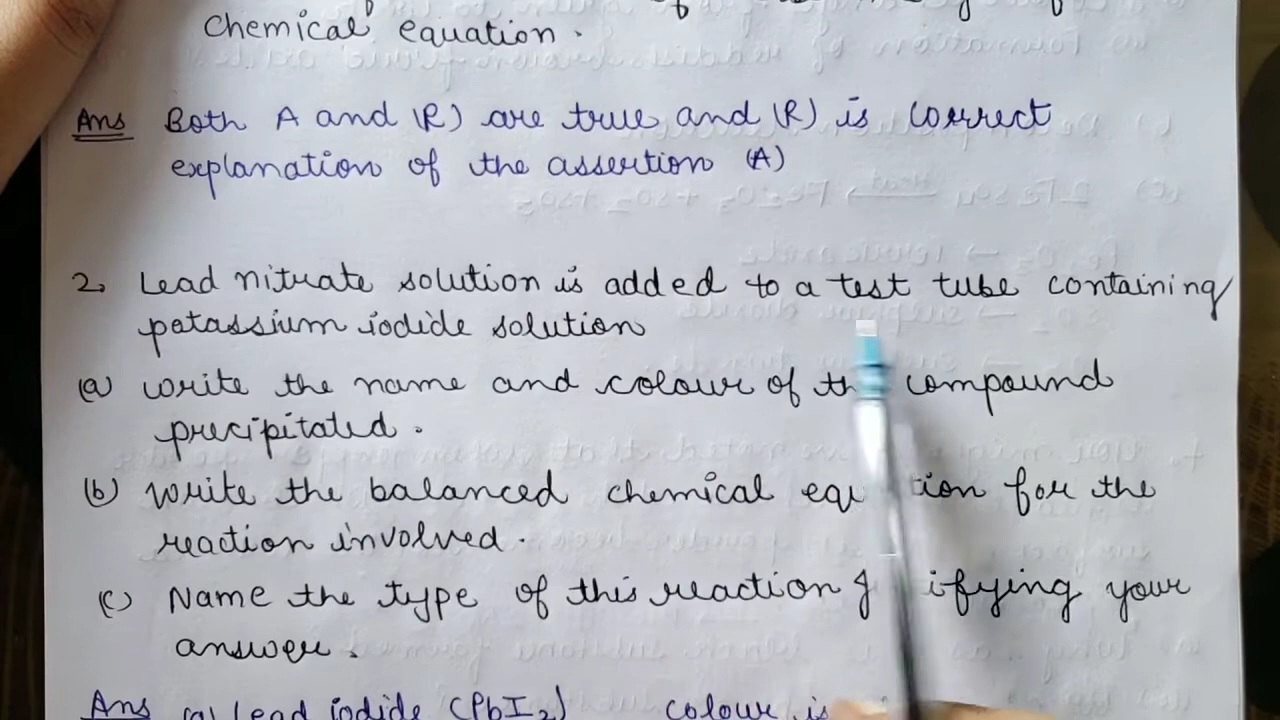 chemical equation.
Ans Both A and (R) are true and (R) is correct
explanation of the assertion (A)
2. Lead nitrate solution is added to a test tube containing
potassium iodide solution
(a) write the name and colour of the compound
precipitated.
(b) Write the balanced chemical equation for the
reaction involved.
(c) Name the type of this reaction ifying your
answer.
Ans (a) Lead iodide (PbI2) colour is